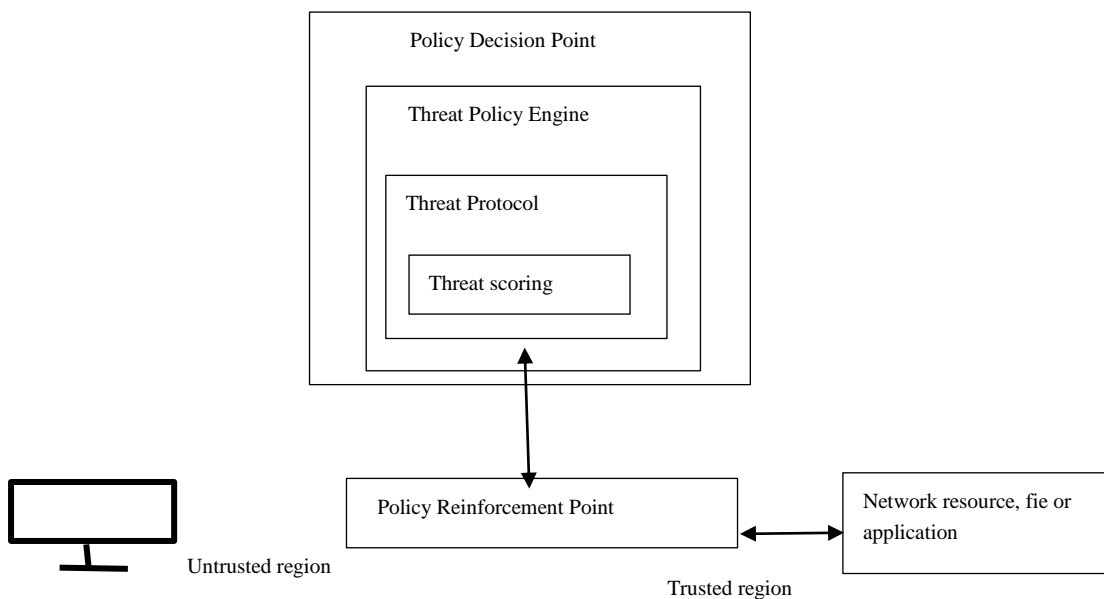 Policy Decision Point
Threat Policy Engine
Threat Protocol
Threat scoring
Policy Reinforcement Point
Network resource, fie or
application
Untrusted region
Trusted region